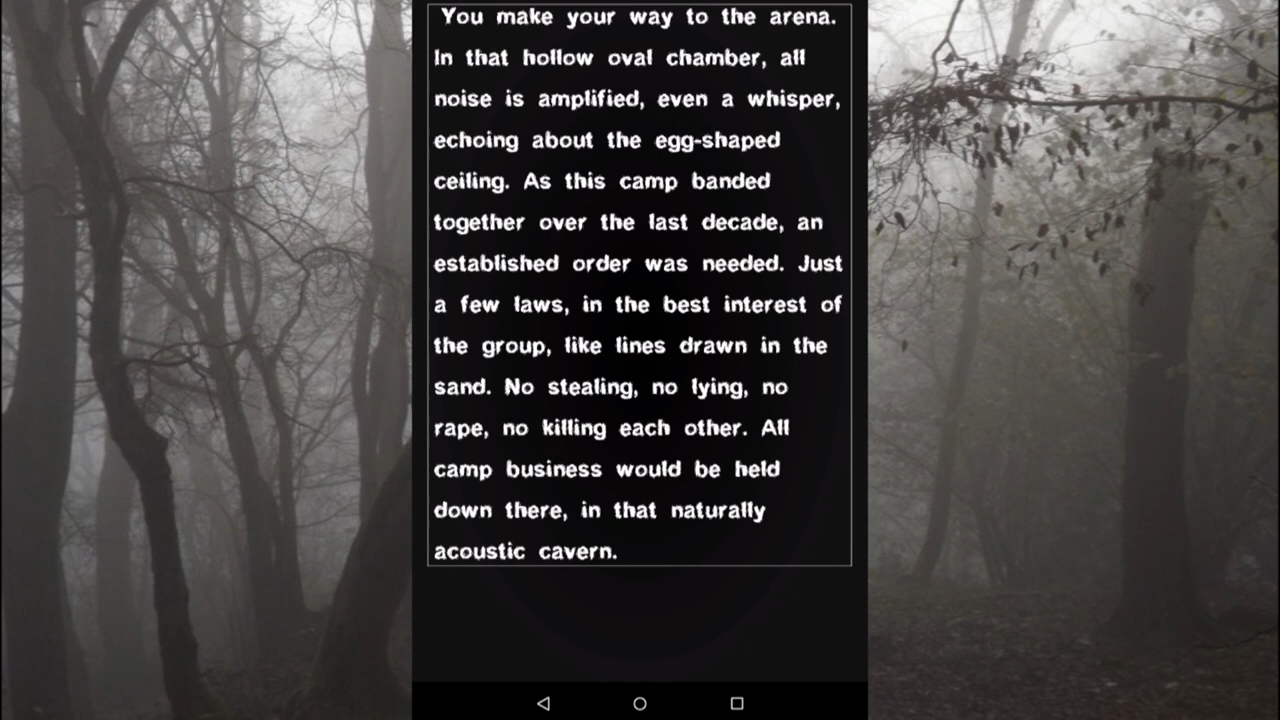 You make your way to the arena.
In that hollow oval chamber, all
noise is amplified, even a whisper,
echoing about the egg-shaped
ceiling. As this camp banded
together over the last decade, an
established order was needed. Just
a few laws, in the best interest of
the group, like lines drawn in the
sand. No stealing, no lying, no
rape, no killing each other. All
camp business would be held
down there, in that naturally
acoustic cavern.